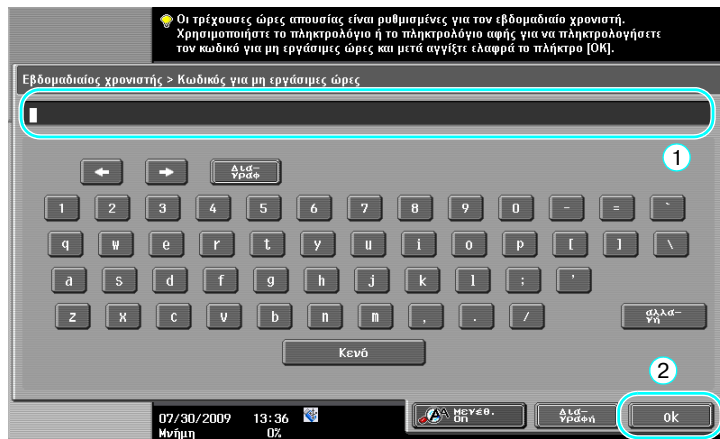 Οι τρέχουσες ώρες απουσίας είναι ρυθμισμένες για τον εβδομαδιαίο χρονιστή.
Χρησιμοποιήστε το πληκτρολόγιο ή το πληκτρολόγιο αφής για να πληκτρολογήσετε
τον κωδικό για μη εργάσιμες ώρες και μετά αγγίξτε ελαφρά το πλήκτρο [OK].
Εβδομαδιαίος χρονιστής > Κωδικός για μη εργάσιμες ώρες
1
Δια-
γραφ
1 2 3 4 5 6 7 8 9 0 - = `
q w e r t y u i o p [ ] \
a s d f g h j k l ; '
z x c v b n m , . /
αλλα-
γή
Κενό
2
07/30/2009 13:36
Μνήμη 0%
Μεγέθ.
on
Δια-
γραφή
Ok